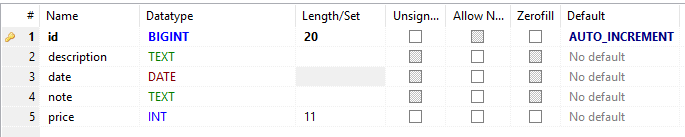 # Name Datatype Length/Set Unsign... Allow N... Zerofill Default
1 id BIGINT 20 AUTO_INCREMENT
2 description TEXT No default
3 date DATE No default
4 note TEXT No default
5 price INT 11 No default